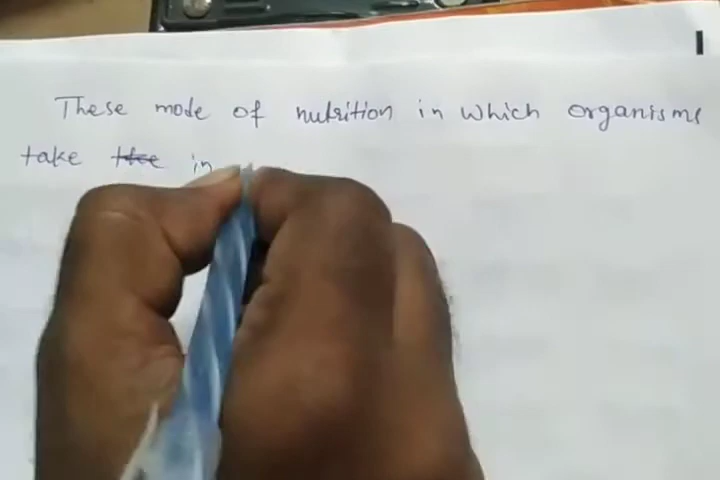 These mode of nutrition in which organisms
take in